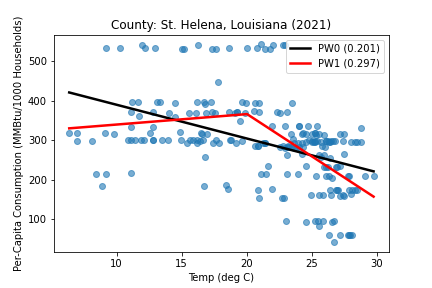 County: St. Helena, Louisiana (2021)
Per-Capita Consumption (MMBtu/1000 Households)
500
400
300
200
100
PW0 (0.201)
PW1 (0.297)
10
15
20
25
30
Temp (deg C)